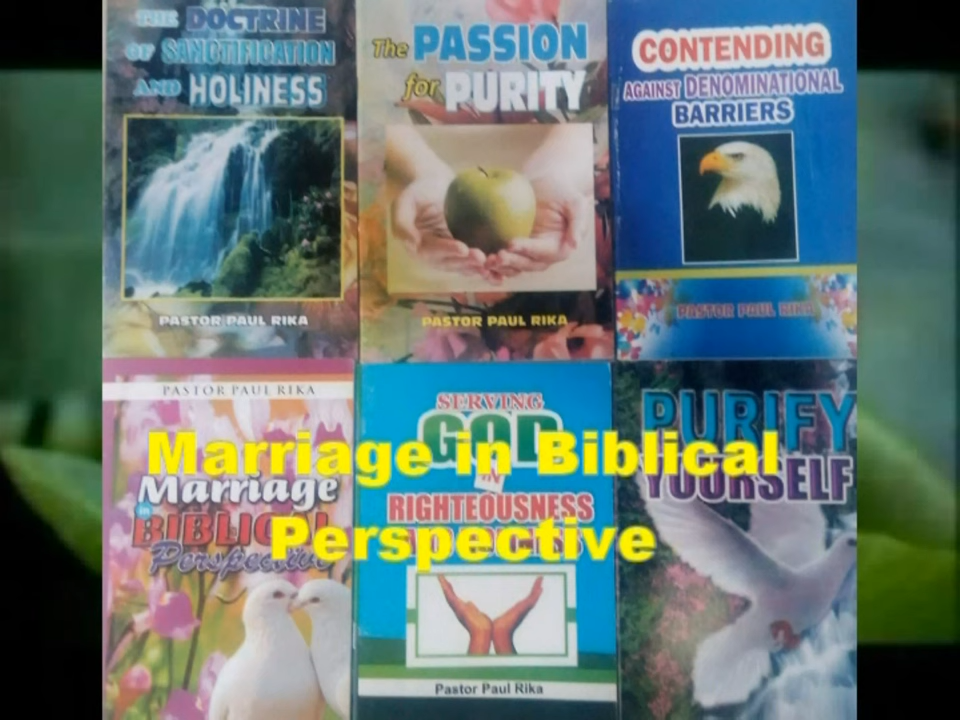 THE DOCTRINE
OF SANCTIFICATION
AND HOLINESS
PASTOR PAUL RIKA
The PASSION
for PURITY
PASTOR PAUL RIKA
CONTENDING
AGAINST DENOMINATIONAL
BARRIERS
PASTOR PAUL RIKA
PASTOR PAUL RIKA
Marriage
in
BIBLICAL
Perspective
SERVING
GOD
IN
RIGHTEOUSNESS
Pastor Paul Rika
PURIFY
YOURSELF
Marriage in Biblical
Perspective